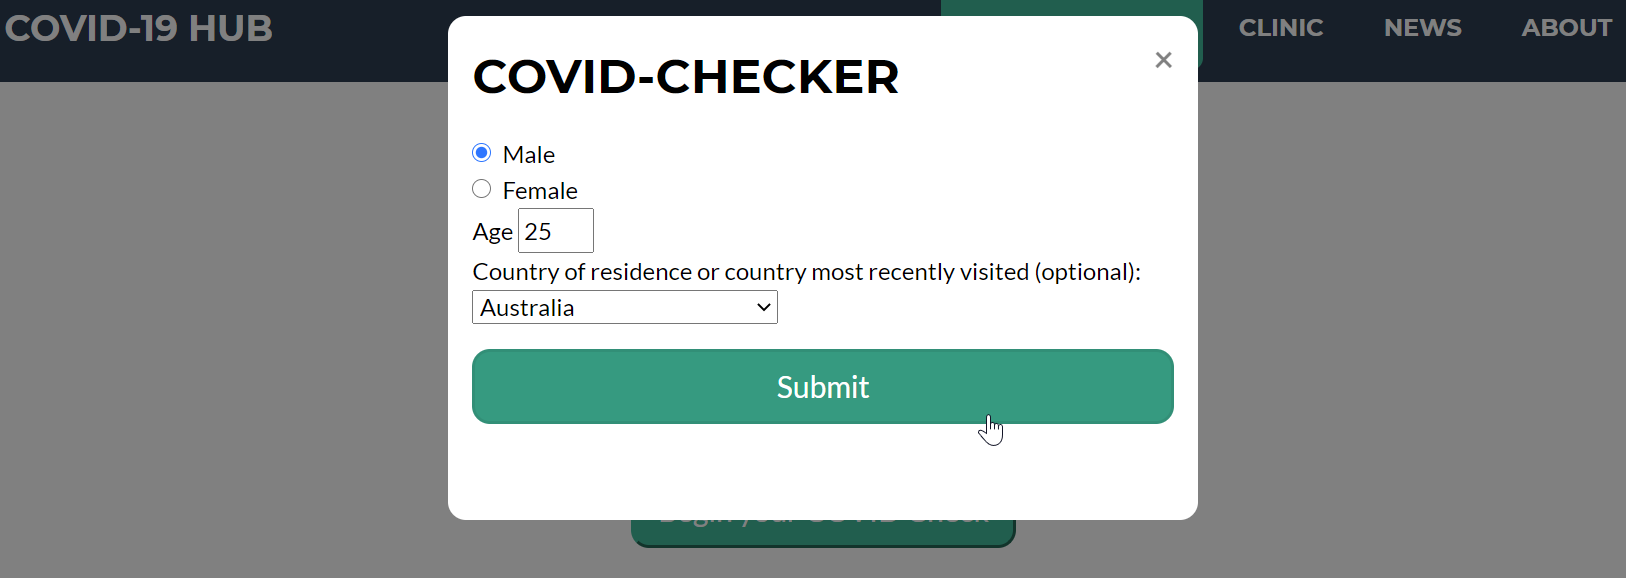 COVID-19 HUB
CLINIC
NEWS
ABOUT
COVID-CHECKER
×
Male
Female
Age 25
Country of residence or country most recently visited (optional):
Australia
Submit